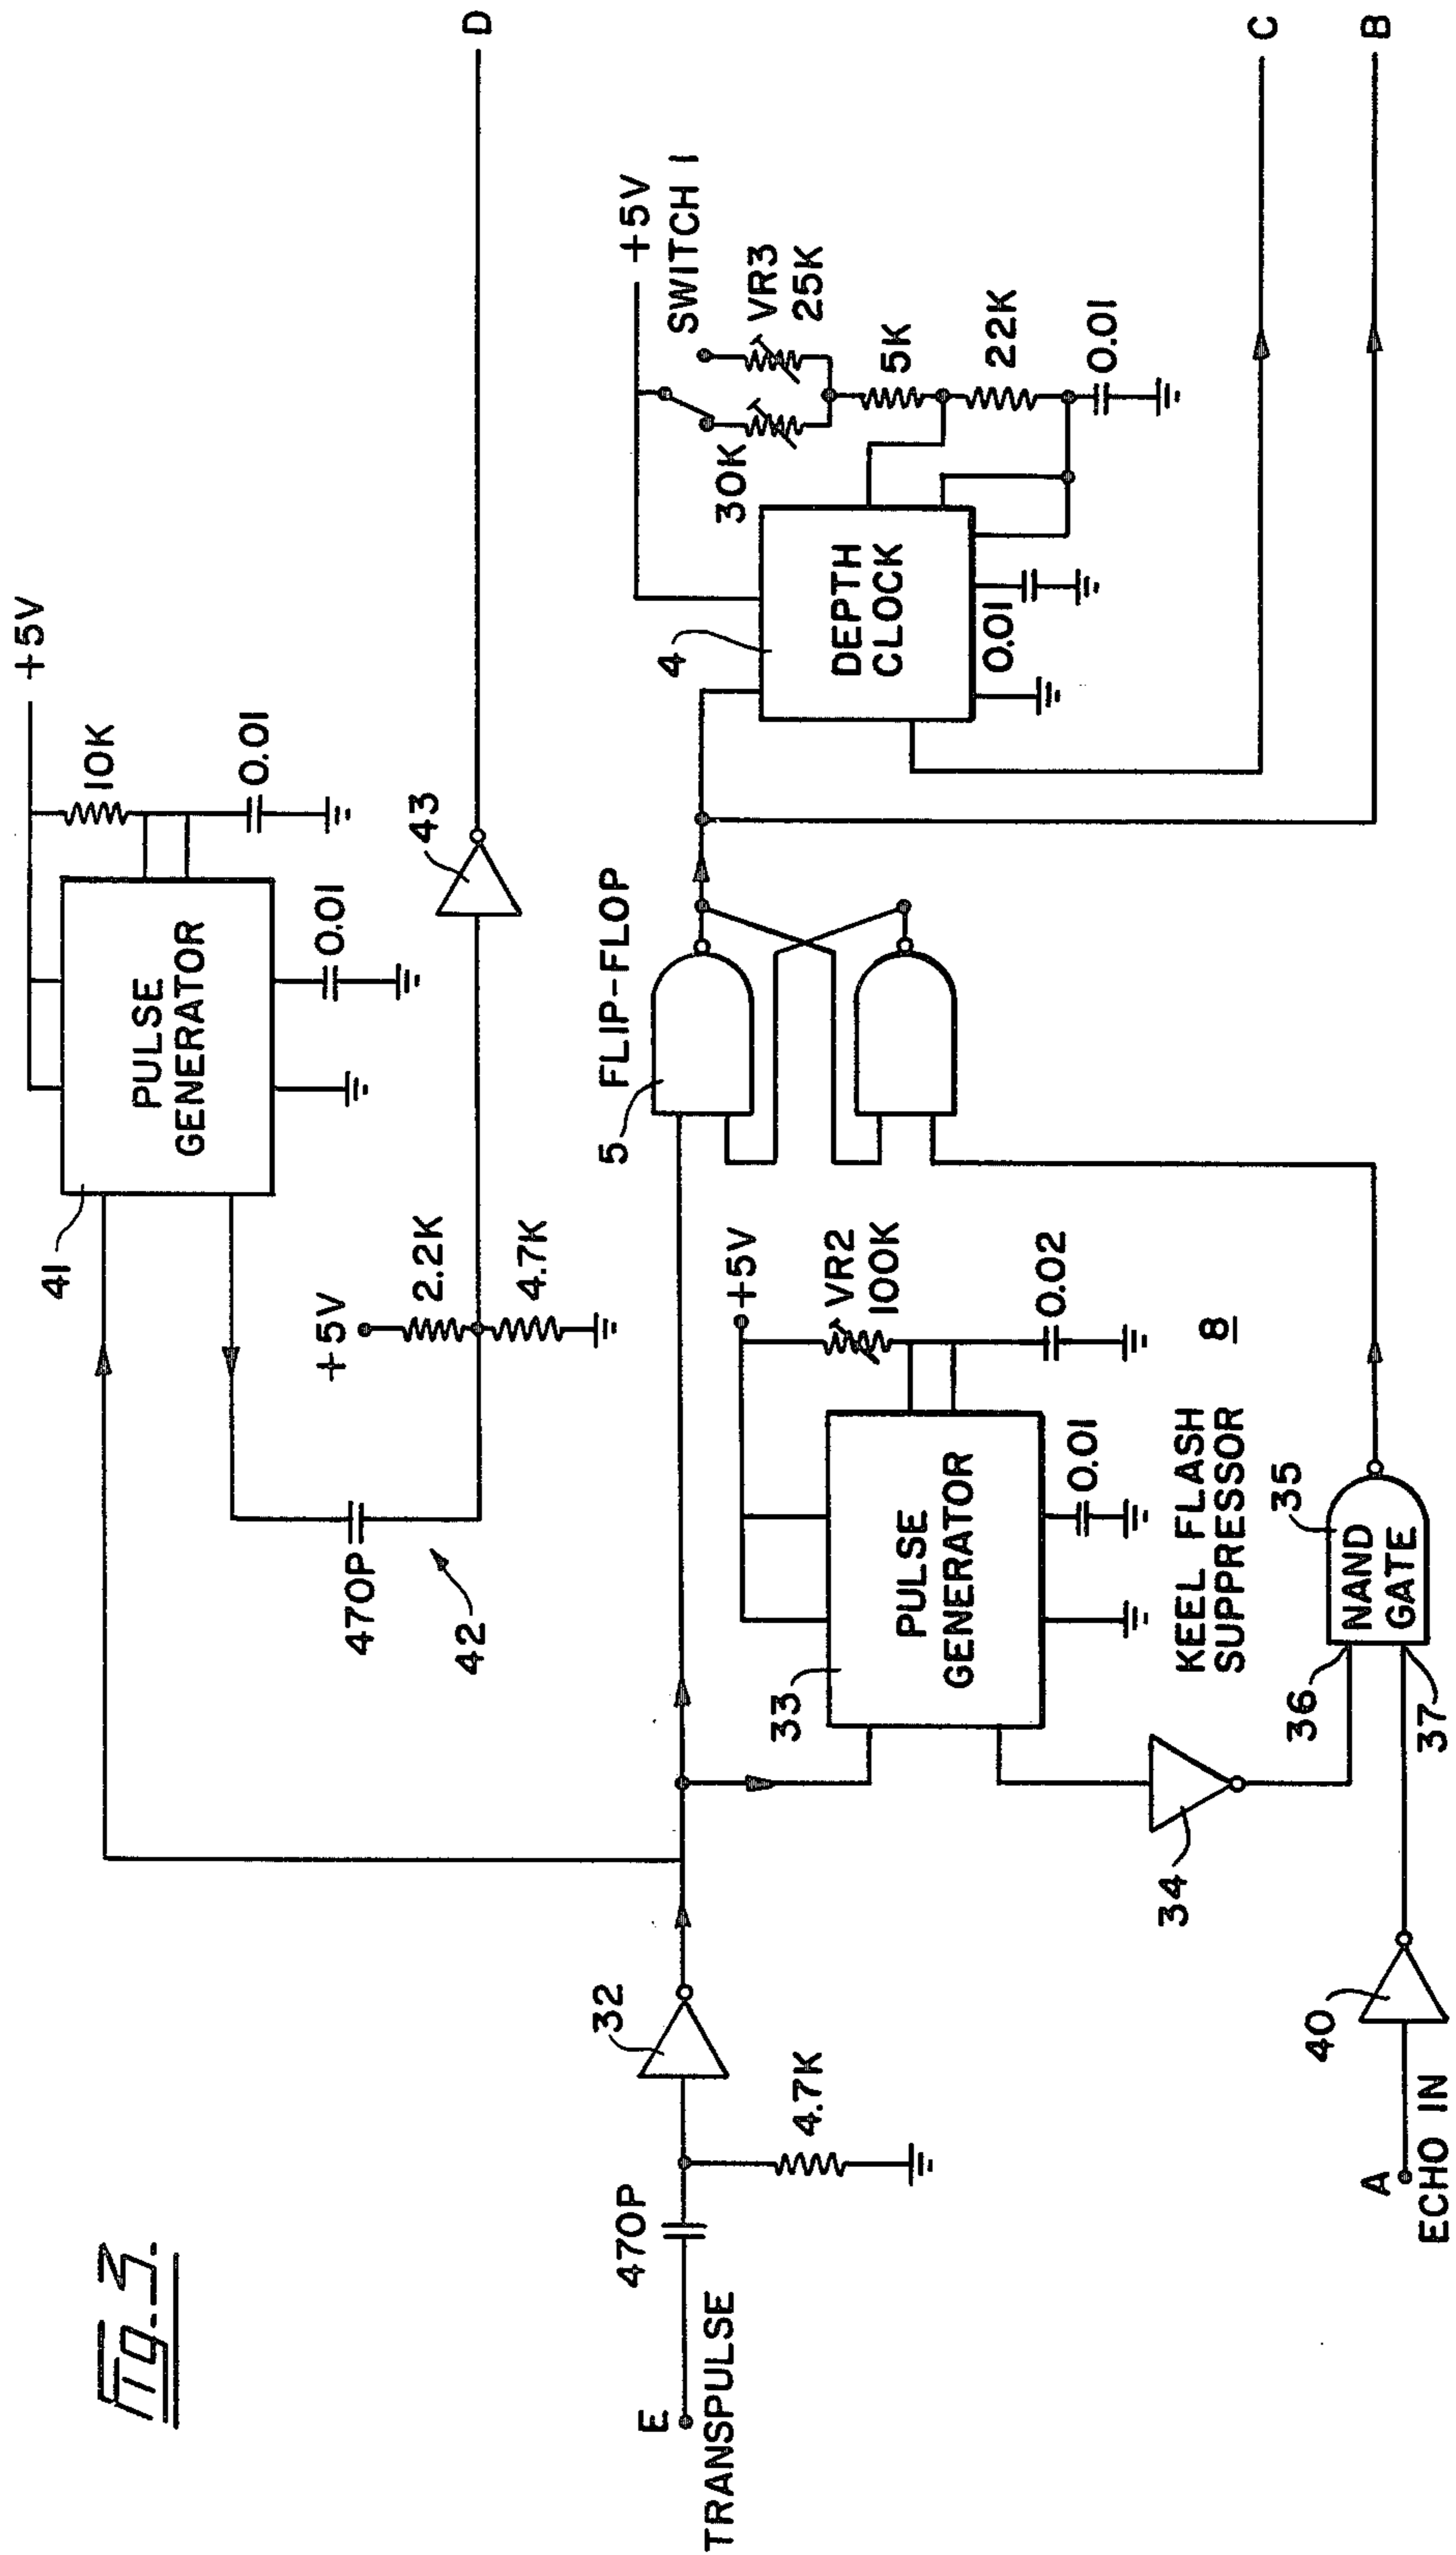 Fig. 3.
+5V
10K
0.01
PULSE
GENERATOR
0.01
41
43
D
+5V
2.2K
4.7K
470P
42
E
TRANSPULSE
470P
4.7K
32
5
FLIP-FLOP
+5V
SWITCH 1
VR3
25K
30K
5K
22K
0.01
4
DEPTH
CLOCK
0.01
33
PULSE
GENERATOR
+5V
VR2
100K
0.02
0.01
KEEL FLASH
SUPPRESSOR
8
34
36
37
35
NAND
GATE
40
A
ECHO IN
C
B